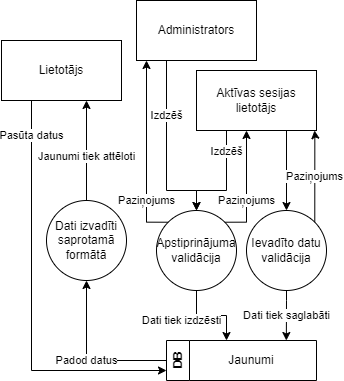 Administrators
Lietotājs
Aktīvas sesijas
lietotājs
Izdzēš
Pasūta datus
Jaunumi tiek attēloti
Izdzēš
Paziņojums
Paziņojums
Paziņojums
Dati izvadīti
saprotamā
formātā
Apstiprinājuma
validācija
Ievadīto datu
validācija
Dati tiek izdzēsti
Dati tiek saglabāti
Padod datus
DB
Jaunumi